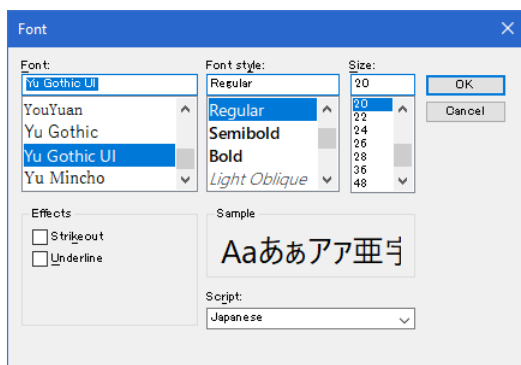 Font
Font:
Yu Gothic UI
YouYuan
Yu Gothic
Yu Gothic UI
Yu Mincho
Font style:
Regular
Regular
Semibold
Bold
Light Oblique
Size:
20
20
22
24
26
28
36
48
OK
Cancel
Effects
Strikeout
Underline
Sample
Aaあぁアァ亜宇
Script:
Japanese